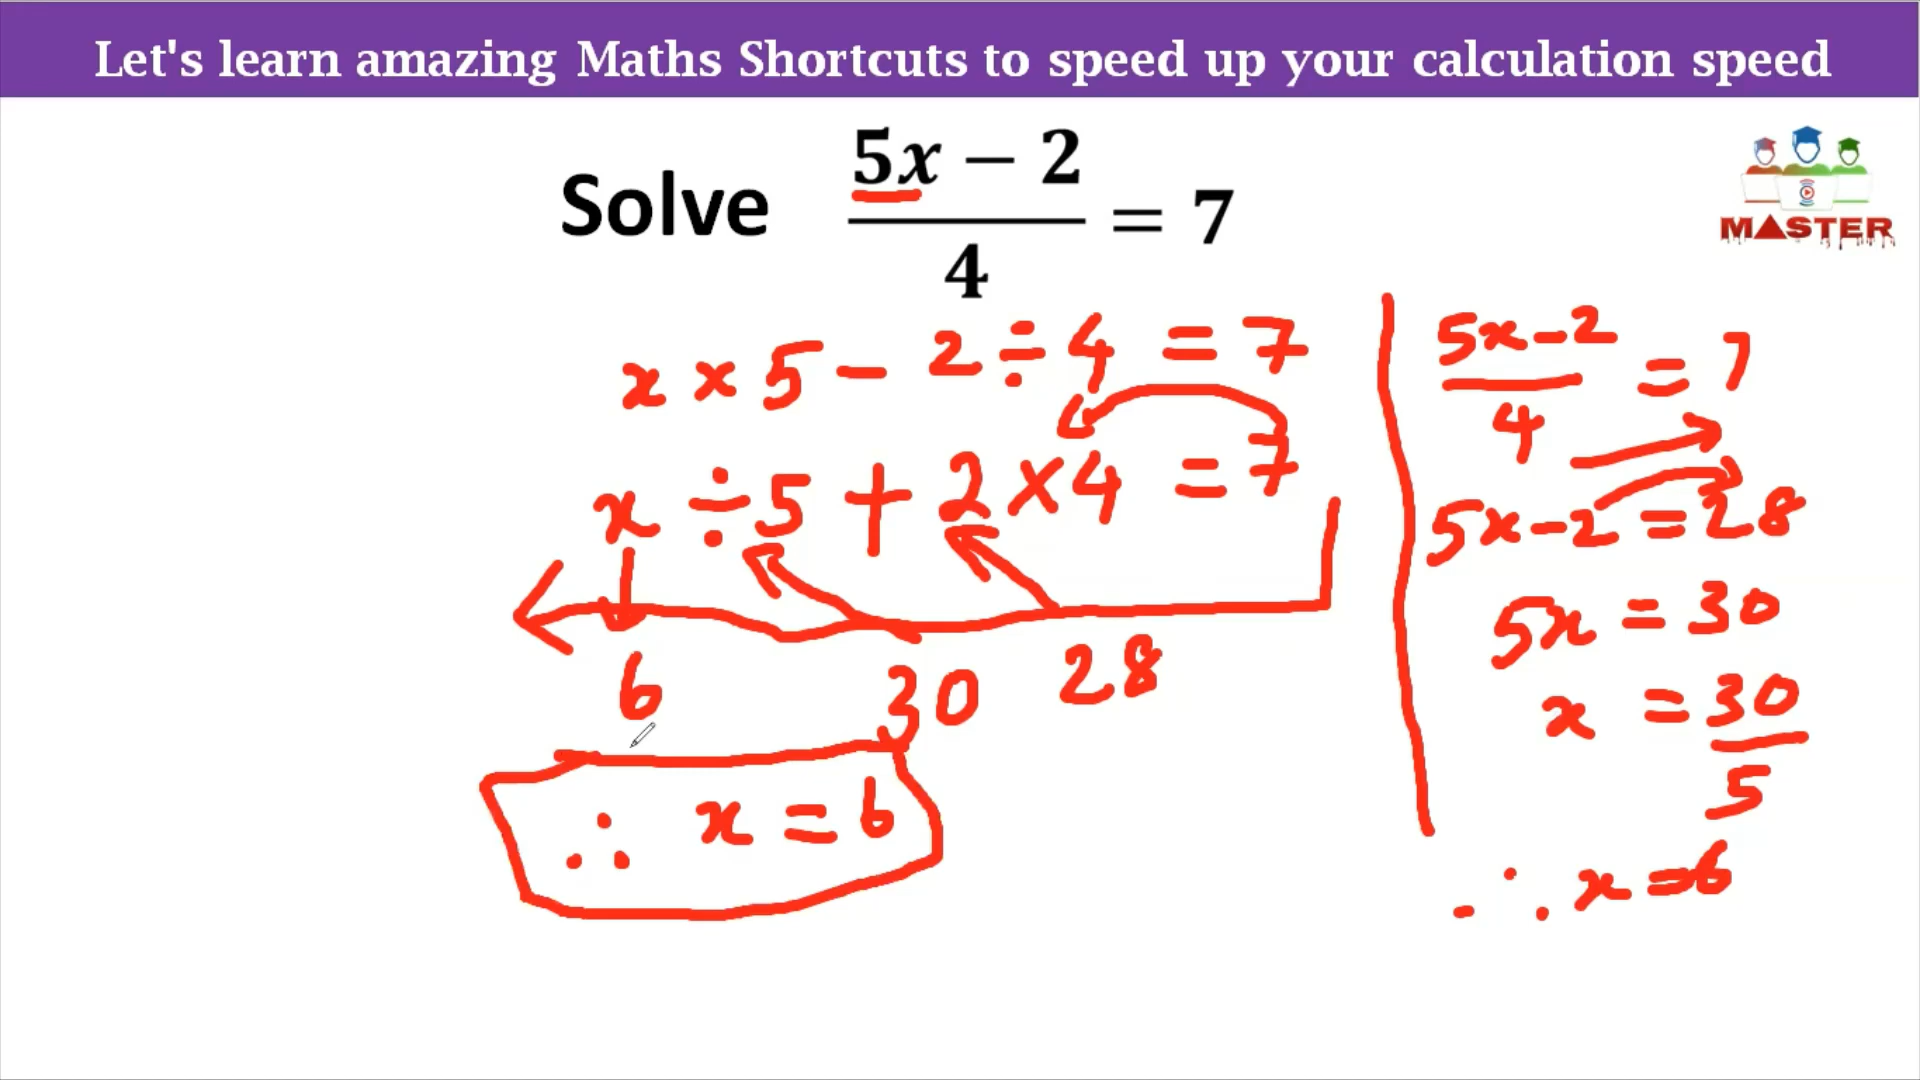 Let's learn amazing Maths Shortcuts to speed up your calculation speed
Solve (5x − 2)/4 = 7
MASTER
x × 5 − 2 ÷ 4 = 7
x ÷ 5 + 2 × 4 = 7
6 30 28
∴ x = 6
(5x − 2)/4 = 7
5x − 2 = 28
5x = 30
x = 30/5
∴ x = 6